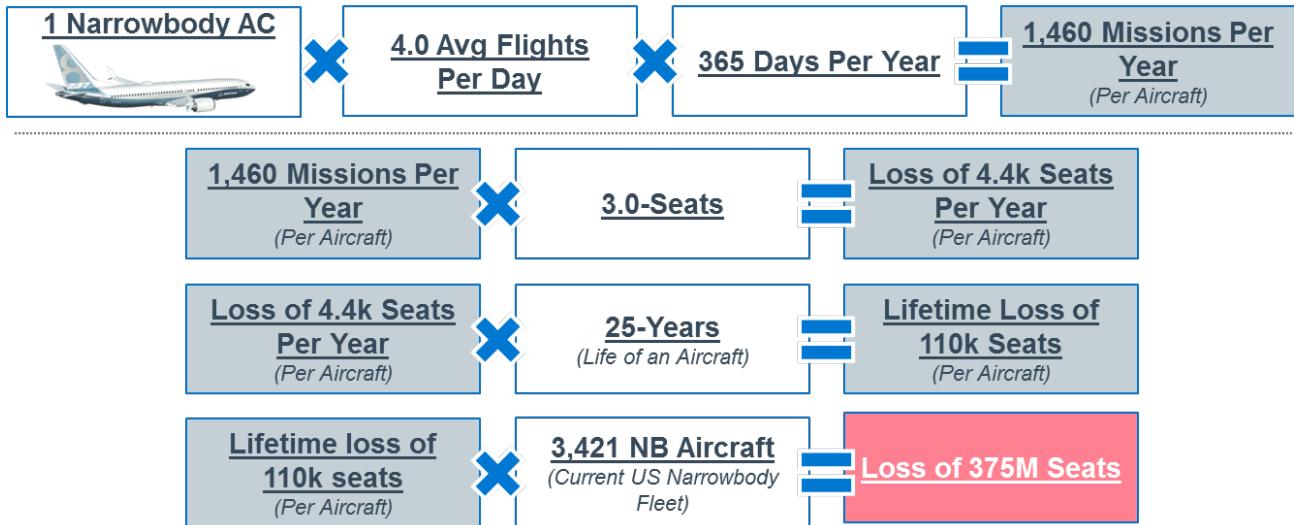 1 Narrowbody AC
4.0 Avg Flights
Per Day
365 Days Per Year
1,460 Missions Per
Year
(Per Aircraft)
1,460 Missions Per
Year
(Per Aircraft)
3.0-Seats
Loss of 4.4k Seats
Per Year
(Per Aircraft)
Loss of 4.4k Seats
Per Year
(Per Aircraft)
25-Years
(Life of an Aircraft)
Lifetime Loss of
110k Seats
(Per Aircraft)
Lifetime loss of
110k seats
(Per Aircraft)
3,421 NB Aircraft
(Current US Narrowbody
Fleet)
Loss of 375M Seats